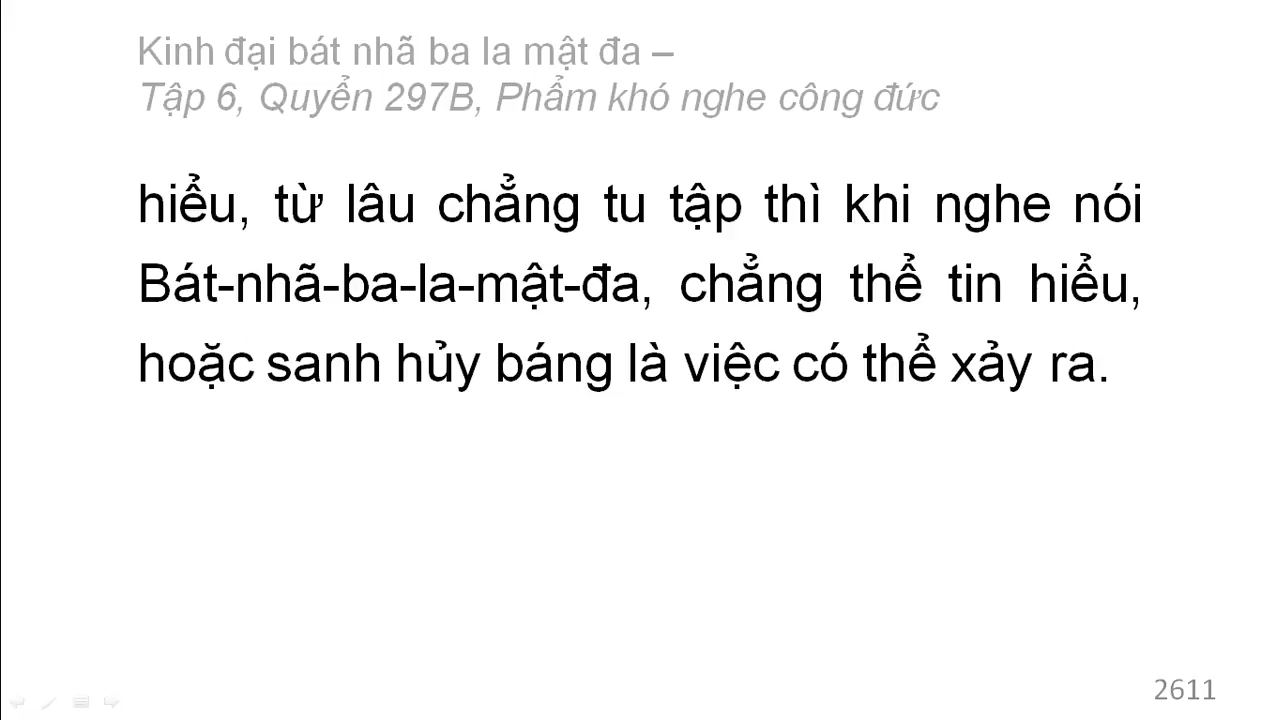 Kinh đại bát nhã ba la mật đa –
Tập 6, Quyển 297B, Phẩm khó nghe công đức
hiểu, từ lâu chẳng tu tập thì khi nghe nói
Bát-nhã-ba-la-mật-đa, chẳng thể tin hiểu,
hoặc sanh hủy báng là việc có thể xảy ra.
2611